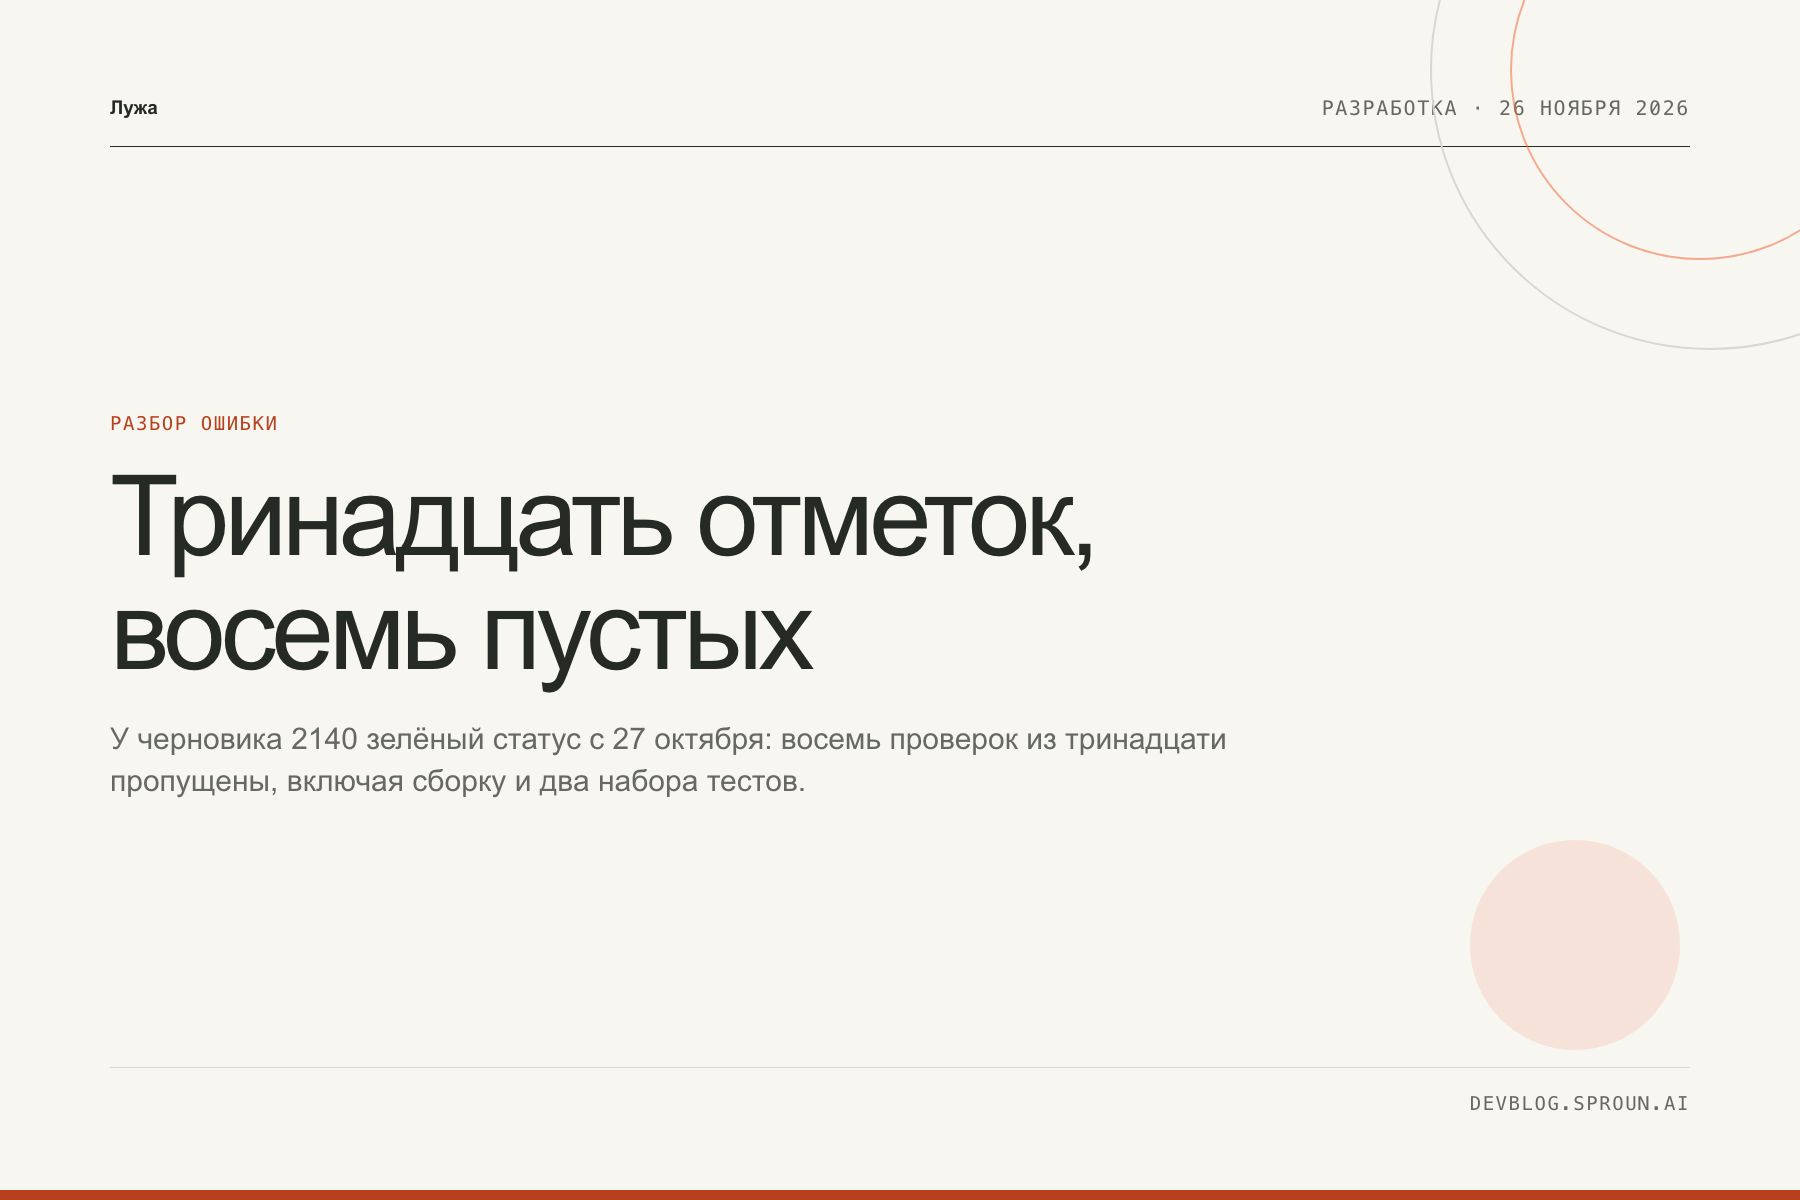 Лужа
РАЗРАБОТКА · 26 НОЯБРЯ 2026
РАЗБОР ОШИБКИ
Тринадцать отметок,
восемь пустых
У черновика 2140 зелёный статус с 27 октября: восемь проверок из тринадцати
пропущены, включая сборку и два набора тестов.
DEVBLOG.SPROUN.AI